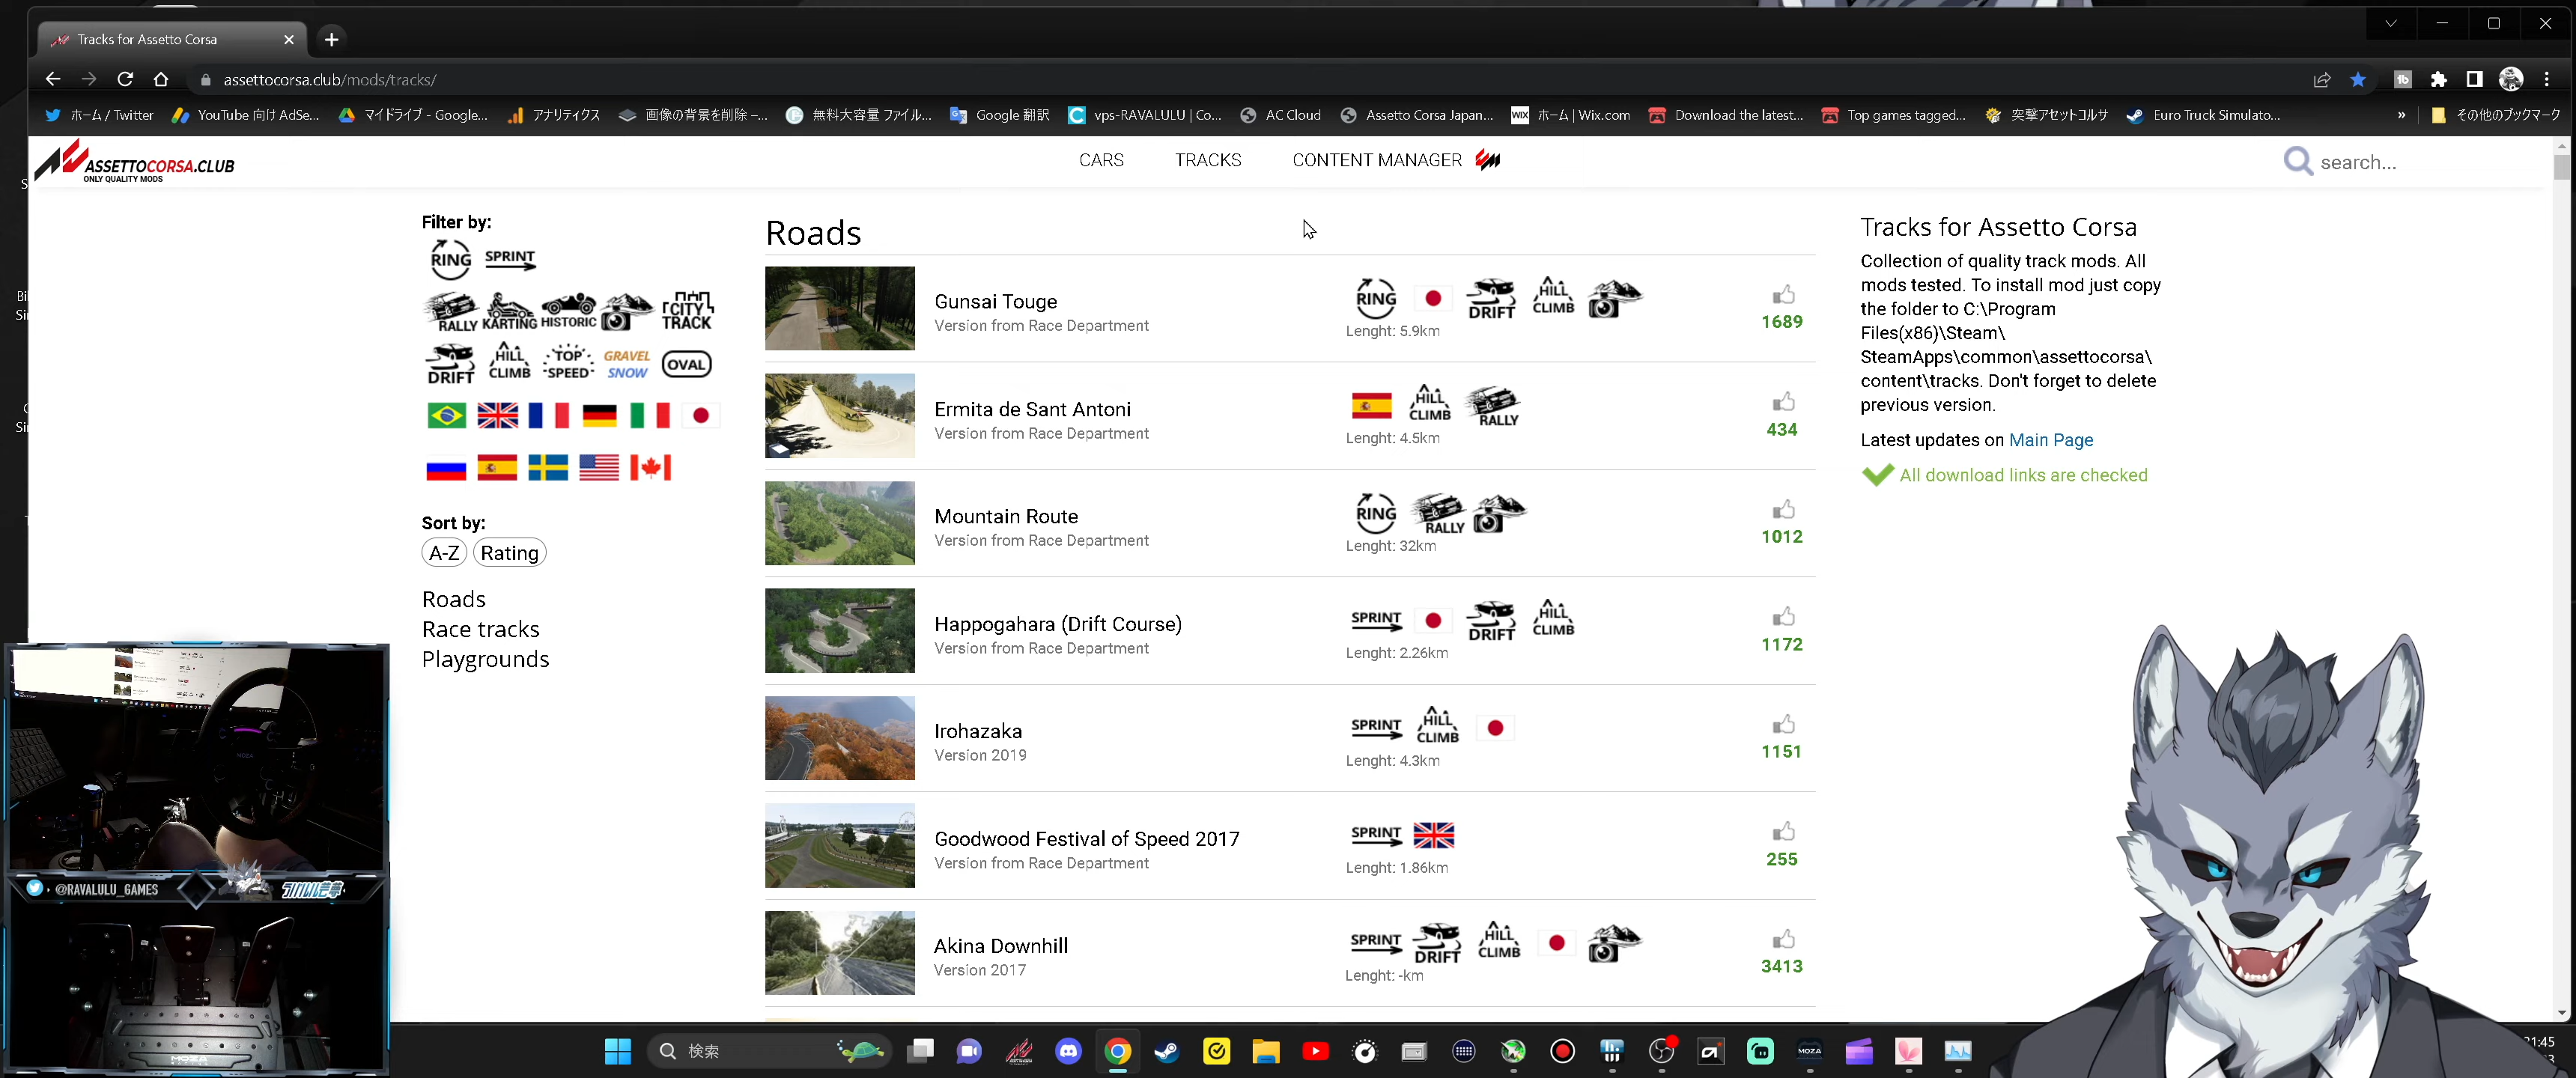 Tracks for Assetto Corsa
assettocorsa.club/mods/tracks/
ホーム / Twitter
YouTube 向け AdSe...
マイドライブ - Google...
アナリティクス
画像の背景を削除 –...
無料大容量 ファイル...
Google 翻訳
vps-RAVALULU | Co...
AC Cloud
Assetto Corsa Japan...
WIX ホーム | Wix.com
Download the latest...
Top games tagged...
突撃アセットコルサ
Euro Truck Simulato...
»
その他のブックマーク
ASSETTOCORSA.CLUB
ONLY QUALITY MODS
CARS
TRACKS
CONTENT MANAGER
search...
Filter by:
RING
SPRINT
RALLY
KARTING
HISTORIC
CITY TRACK
DRIFT
HILL CLIMB
TOP SPEED
GRAVEL SNOW
OVAL
Sort by:
A-Z
Rating
Roads
Race tracks
Playgrounds
Roads
Gunsai Touge
Version from Race Department
RING
DRIFT
HILL CLIMB
Lenght: 5.9km
1689
Ermita de Sant Antoni
Version from Race Department
HILL CLIMB
RALLY
Lenght: 4.5km
434
Mountain Route
Version from Race Department
RING
RALLY
Lenght: 32km
1012
Happogahara (Drift Course)
Version from Race Department
SPRINT
DRIFT
HILL CLIMB
Lenght: 2.26km
1172
Irohazaka
Version 2019
SPRINT
HILL CLIMB
Lenght: 4.3km
1151
Goodwood Festival of Speed 2017
Version from Race Department
SPRINT
Lenght: 1.86km
255
Akina Downhill
Version 2017
SPRINT
DRIFT
HILL CLIMB
Lenght: -km
3413
Tracks for Assetto Corsa
Collection of quality track mods. All
mods tested. To install mod just copy
the folder to C:\Program
Files(x86)\Steam\
SteamApps\common\assettocorsa\
content\tracks. Don't forget to delete
previous version.
Latest updates on Main Page
All download links are checked
MOZA
@RAVALULU_GAMES
MOZA
検索
MOZA